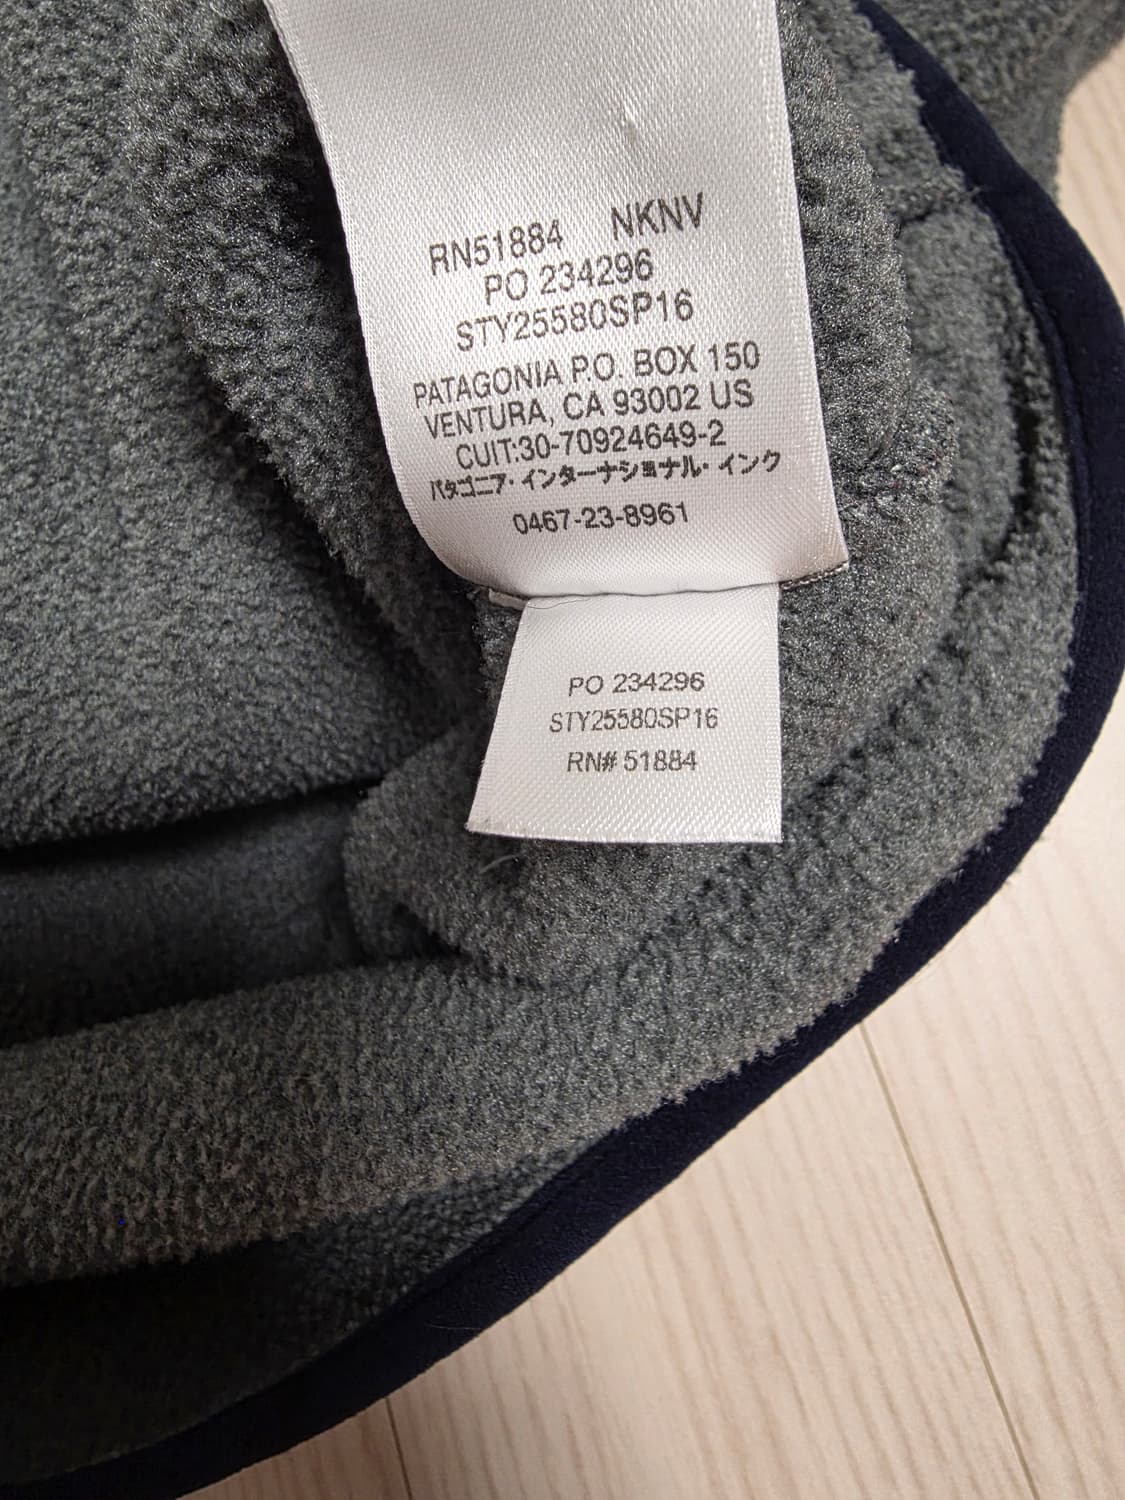 RN51884 NKNV
PO 234296
STY25580SP16
PATAGONIA P.O. BOX 150
VENTURA, CA 93002 US
CUIT:30-70924649-2
パタゴニア・インターナショナル・インク
0467-23-8961
PO 234296
STY25580SP16
RN# 51884